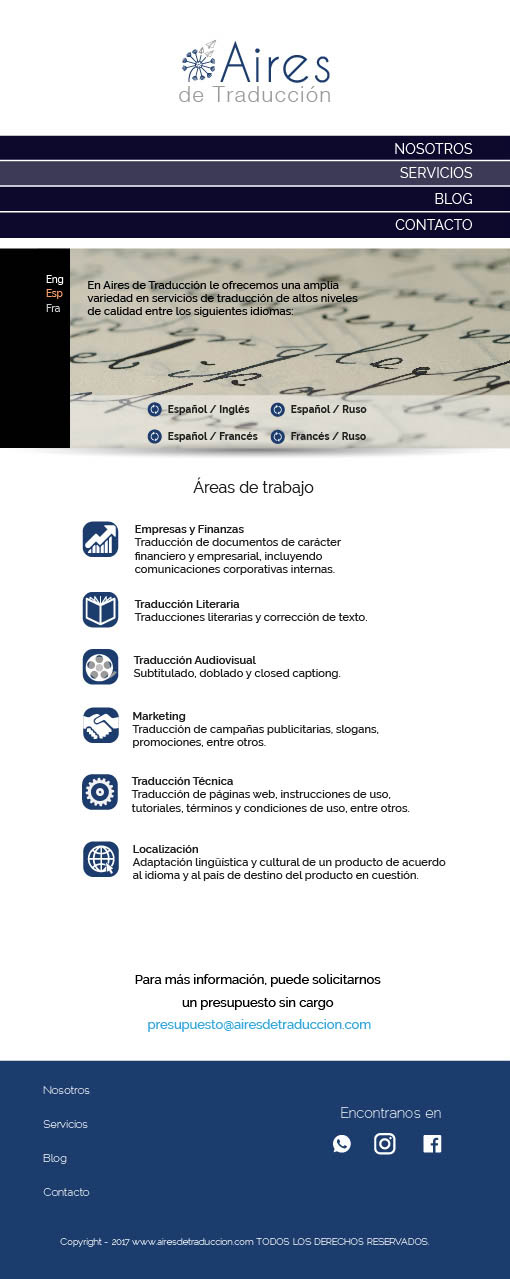 Aires
de Traducción
NOSOTROS
SERVICIOS
BLOG
CONTACTO
Eng
Esp
Fra
En Aires de Traducción le ofrecemos una amplia
variedad en servicios de traducción de altos niveles
de calidad entre los siguientes idiomas:
Español / Inglés
Español / Ruso
Español / Francés
Francés / Ruso
Áreas de trabajo
Empresas y Finanzas
Traducción de documentos de carácter
financiero y empresarial, incluyendo
comunicaciones corporativas internas.
Traducción Literaria
Traducciones literarias y corrección de texto.
Traducción Audiovisual
Subtitulado, doblado y closed captiong.
Marketing
Traducción de campañas publicitarias, slogans,
promociones, entre otros.
Traducción Técnica
Traducción de páginas web, instrucciones de uso,
tutoriales, términos y condiciones de uso, entre otros.
Localización
Adaptación lingüística y cultural de un producto de acuerdo
al idioma y al país de destino del producto en cuestión.
Para más información, puede solicitarnos
un presupuesto sin cargo
presupuesto@airesdetraduccion.com
Nosotros
Servicios
Blog
Contacto
Encontranos en
Copyright - 2017 www.airesdetraduccion.com TODOS LOS DERECHOS RESERVADOS.